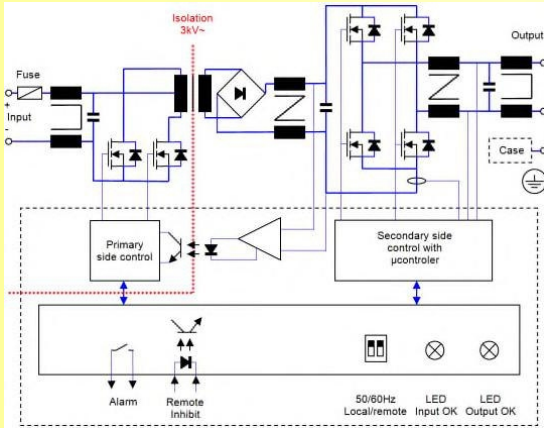 Isolation
3kV~
Output
Fuse
+
Input
-
Case
Primary
side control
Secondary
side
control with
µcontroler
Alarm
Remote
Inhibit
50/60Hz
Local/remote
LED
Input OK
LED
Output OK